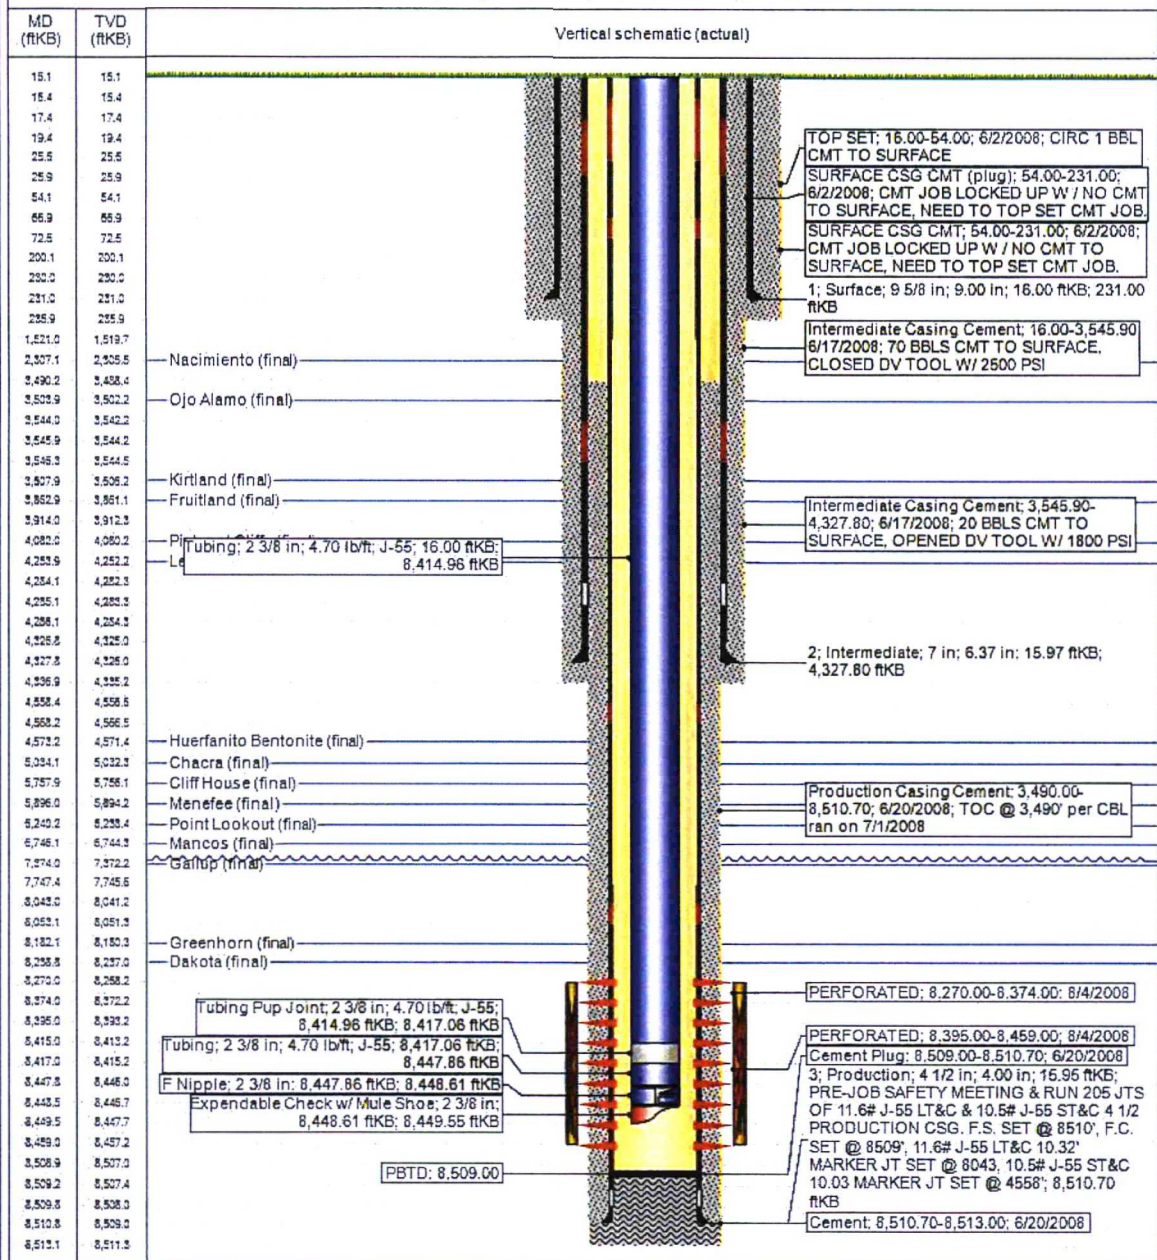 MD (ftKB)
TVD (ftKB)
Vertical schematic (actual)
15.1 15.1
15.4 15.4
17.4 17.4
19.4 19.4
25.5 25.5
25.9 25.9
54.1 54.1
66.9 66.9
72.5 72.5
200.1 200.1
230.0 230.0
231.0 231.0
235.9 235.9
1,521.0 1,519.7
2,307.1 2,305.5
3,490.2 3,488.4
3,503.9 3,502.2
3,544.0 3,542.2
3,545.9 3,544.2
3,546.3 3,544.5
3,862.9 3,861.1
3,914.0 3,912.3
4,082.0 4,080.2
4,253.9 4,252.2
4,284.1 4,282.3
4,285.1 4,283.3
4,286.1 4,284.3
4,326.8 4,325.0
4,327.8 4,326.0
4,336.9 4,335.2
4,558.4 4,556.6
4,568.2 4,566.5
4,573.2 4,571.4
5,034.1 5,032.3
5,757.9 5,756.1
5,896.0 5,894.2
6,746.1 6,744.3
7,374.0 7,372.2
7,747.4 7,745.6
8,043.0 8,041.2
8,053.1 8,051.3
8,182.1 8,180.3
8,238.8 8,237.0
8,270.0 8,268.2
8,374.0 8,372.2
8,395.0 8,393.2
8,415.0 8,413.2
8,417.0 8,415.2
8,447.8 8,446.0
8,448.5 8,446.7
8,449.5 8,447.7
8,459.0 8,457.2
8,508.9 8,507.0
8,509.2 8,507.4
8,509.8 8,508.0
8,510.8 8,509.0
8,513.1 8,511.3
Nacimiento (final)
Ojo Alamo (final)
Kirtland (final)
Fruitland (final)
Tubing; 2 3/8 in; 4.70 lb/ft; J-55; 16.00 ftKB;
8,414.96 ftKB
Huerfanito Bentonite (final)
Chacra (final)
Cliff House (final)
Menefee (final)
Point Lookout (final)
Mancos (final)
Gallup (final)
Greenhorn (final)
Dakota (final)
Tubing Pup Joint; 2 3/8 in; 4.70 lb/ft; J-55;
8,414.96 ftKB; 8,417.06 ftKB
Tubing; 2 3/8 in; 4.70 lb/ft; J-55; 8,417.06 ftKB;
8,447.86 ftKB
F Nipple; 2 3/8 in; 8,447.86 ftKB; 8,448.61 ftKB
Expendable Check w/ Mule Shoe; 2 3/8 in;
8,448.61 ftKB; 8,449.55 ftKB
PBTD; 8,509.00
TOP SET; 16.00-54.00; 6/2/2008; CIRC 1 BBL
CMT TO SURFACE
SURFACE CSG CMT (plug); 54.00-231.00;
6/2/2008; CMT JOB LOCKED UP W / NO CMT
TO SURFACE, NEED TO TOP SET CMT JOB.
SURFACE CSG CMT; 54.00-231.00; 6/2/2008;
CMT JOB LOCKED UP W / NO CMT TO
SURFACE, NEED TO TOP SET CMT JOB.
1; Surface; 9 5/8 in; 9.00 in; 16.00 ftKB; 231.00
ftKB
Intermediate Casing Cement; 16.00-3,545.90
6/17/2008; 70 BBLS CMT TO SURFACE,
CLOSED DV TOOL W/ 2500 PSI
Intermediate Casing Cement; 3,545.90-
4,327.80; 6/17/2008; 20 BBLS CMT TO
SURFACE, OPENED DV TOOL W/ 1800 PSI
2; Intermediate; 7 in; 6.37 in; 15.97 ftKB;
4,327.80 ftKB
Production Casing Cement; 3,490.00-
8,510.70; 6/20/2008; TOC @ 3,490' per CBL
ran on 7/1/2008
PERFORATED; 8,270.00-8,374.00; 8/4/2008
PERFORATED; 8,395.00-8,459.00; 8/4/2008
Cement Plug; 8,509.00-8,510.70; 6/20/2008
3; Production; 4 1/2 in; 4.00 in; 15.95 ftKB;
PRE-JOB SAFETY MEETING & RUN 205 JTS
OF 11.6# J-55 LT&C & 10.5# J-55 ST&C 4 1/2
PRODUCTION CSG. F.S. SET @ 8510', F.C.
SET @ 8509', 11.6# J-55 LT&C 10.32'
MARKER JT SET @ 8043, 10.5# J-55 ST&C
10.03 MARKER JT SET @ 4558'; 8,510.70
ftKB
Cement; 8,510.70-8,513.00; 6/20/2008